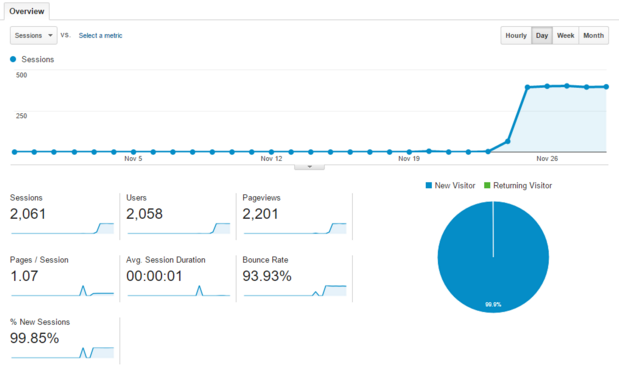 Overview
Sessions vs. Select a metric Hourly Day Week Month
Sessions
500
250
Nov 5 Nov 12 Nov 19 Nov 26
New Visitor Returning Visitor
Sessions Users Pageviews
2,061 2,058 2,201
Pages / Session Avg. Session Duration Bounce Rate
1.07 00:00:01 93.93%
99.8%
% New Sessions
99.85%